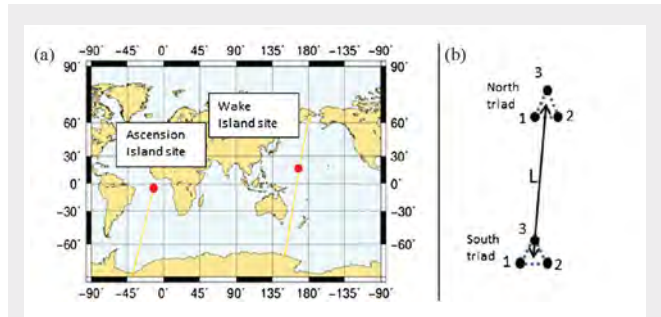 (a)
−90˚ −45˚ 00˚ 45˚ 90˚ 135˚ 180˚ −135˚ −90˚
90˚ 90˚
Wake
Island site
Ascension
Island site
60˚ 60˚
30˚ 30˚
0˚ 0˚
−30˚ −30˚
−60˚ −60˚
−90˚ −45˚ 00˚ 45˚ 90˚ 135˚ 180˚ −135˚ −90˚
(b)
3
North
triad
1 2
L
3
South
triad
1 2